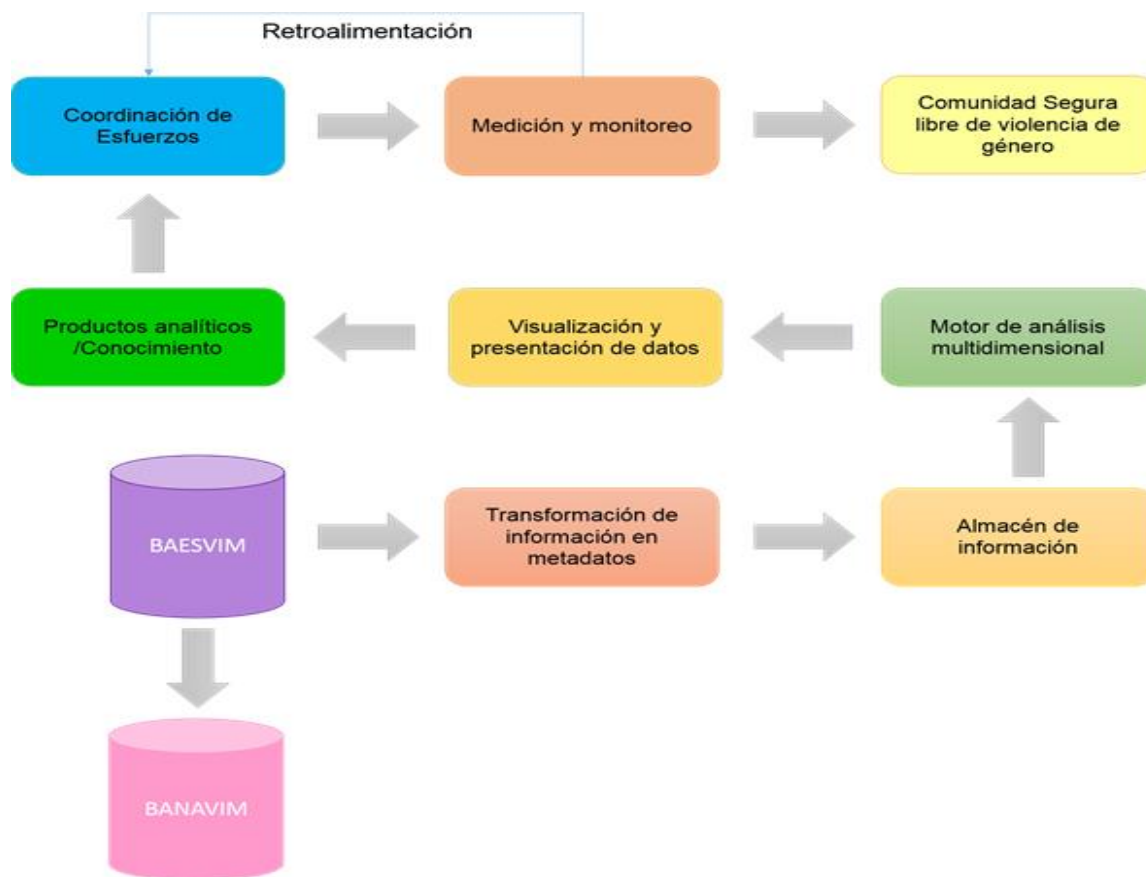 Retroalimentación
Coordinación de
Esfuerzos
Medición y monitoreo
Comunidad Segura
libre de violencia de
género
Productos analíticos
/Conocimiento
Visualización y
presentación de datos
Motor de análisis
multidimensional
BAESVIM
Transformación de
información en
metadatos
Almacén de
información
BANAVIM